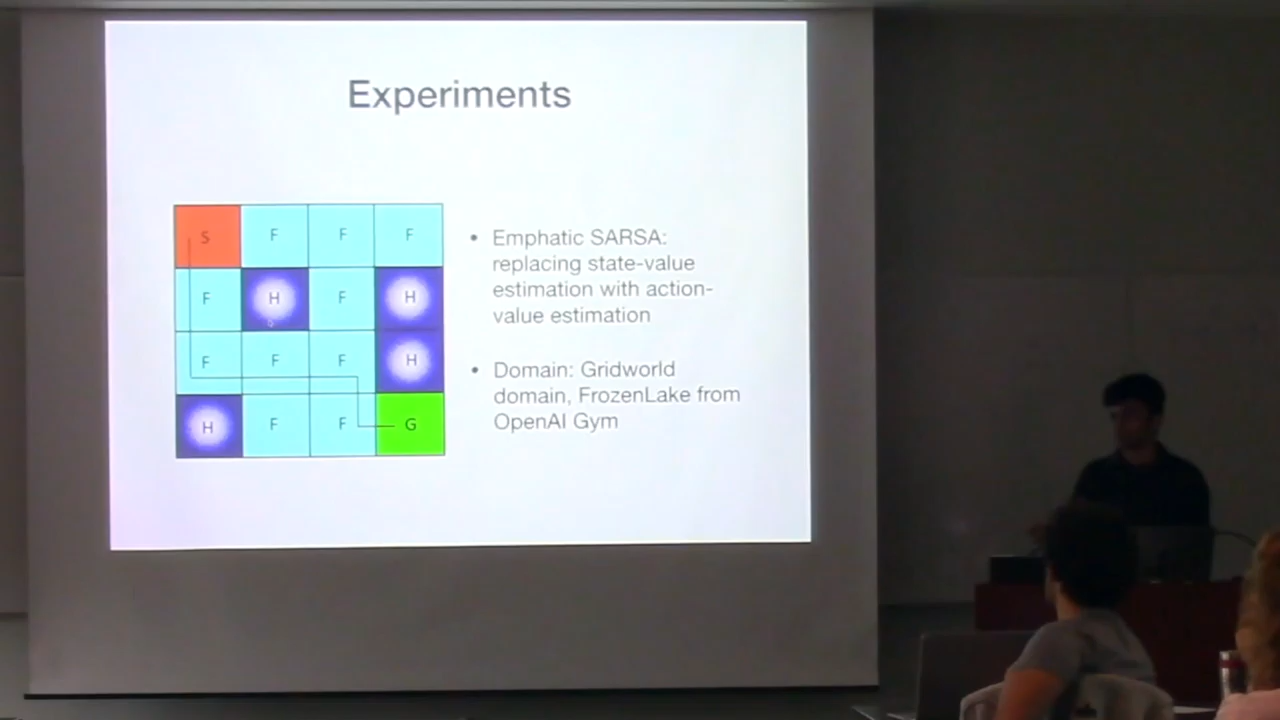 Experiments
S F F F
F H F H
F F F H
H F F G
• Emphatic SARSA:
replacing state-value
estimation with action-
value estimation
• Domain: Gridworld
domain, FrozenLake from
OpenAI Gym